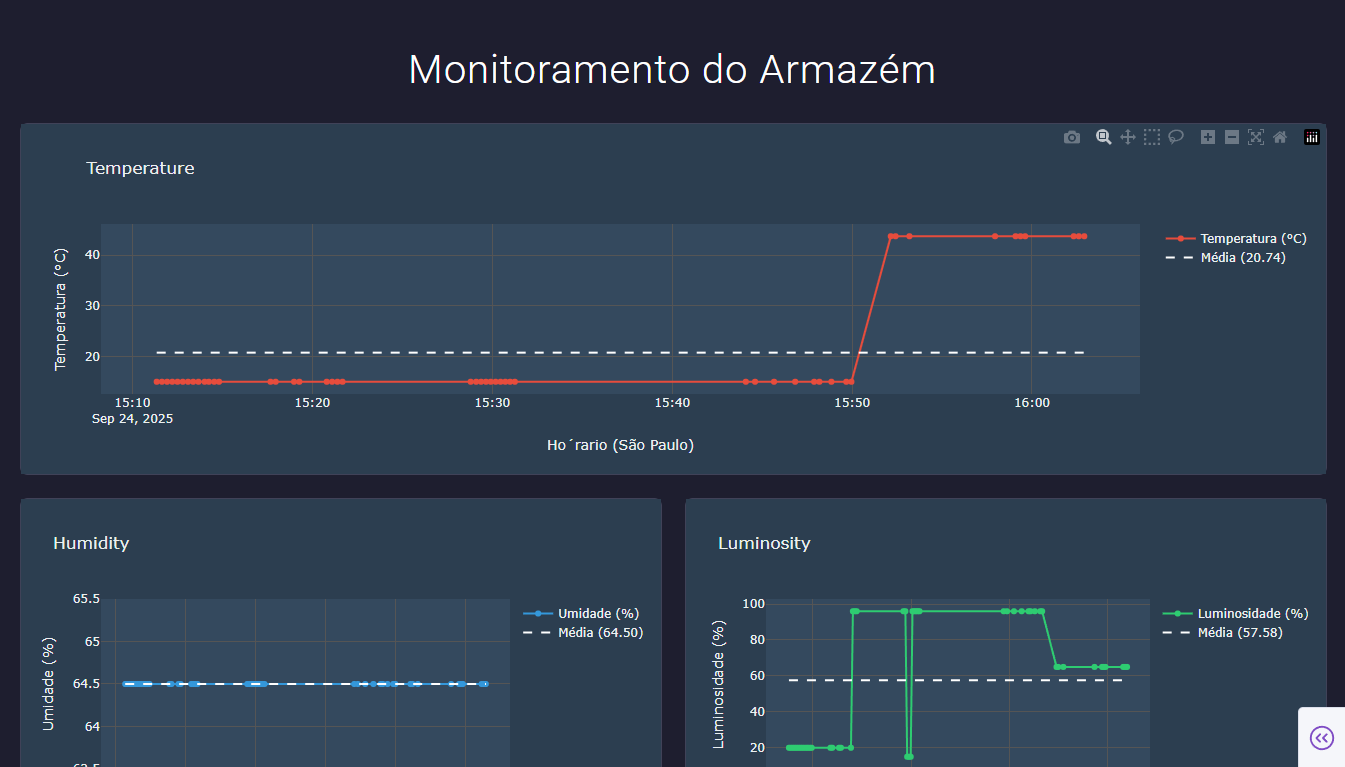 Monitoramento do Armazém
Temperature
Temperatura (°C)
40
30
20
15:10
15:20
15:30
15:40
15:50
16:00
Sep 24, 2025
Ho´rario (São Paulo)
Temperatura (°C)
Média (20.74)
Humidity
Umidade (%)
65.5
65
64.5
64
63.5
Umidade (%)
Média (64.50)
Luminosity
Luminosidade (%)
100
80
60
40
20
Luminosidade (%)
Média (57.58)